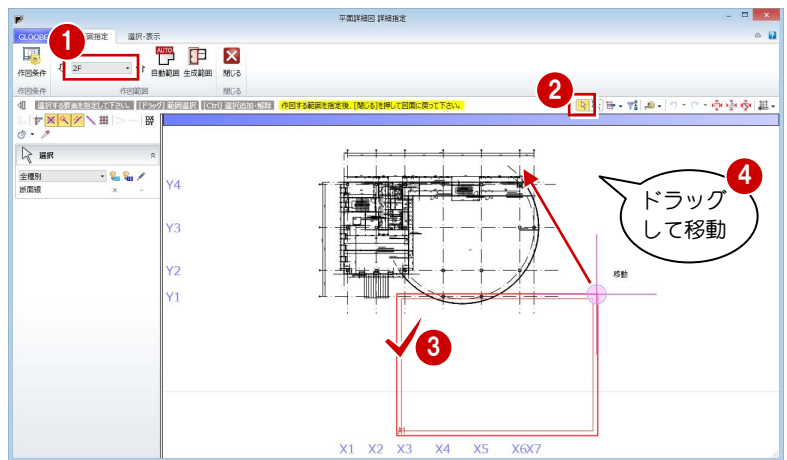 平面詳細図 詳細指定
GLOOBE 選択・表示
1
2F
作図条件 自動範囲 生成範囲 閉じる
作図条件 作図範囲 閉じる
選択する要素を指定して下さい。 [ドラッグ] 範囲選択 [Ctrl] 選択追加・解除 作図する範囲を指定後、[閉じる]を押して図面に戻って下さい。
2
選択
全種別
断面線
Y4
Y3
Y2
Y1
4
ドラッグ
して移動
移動
3
A1
X1 X2 X3 X4 X5 X6X7